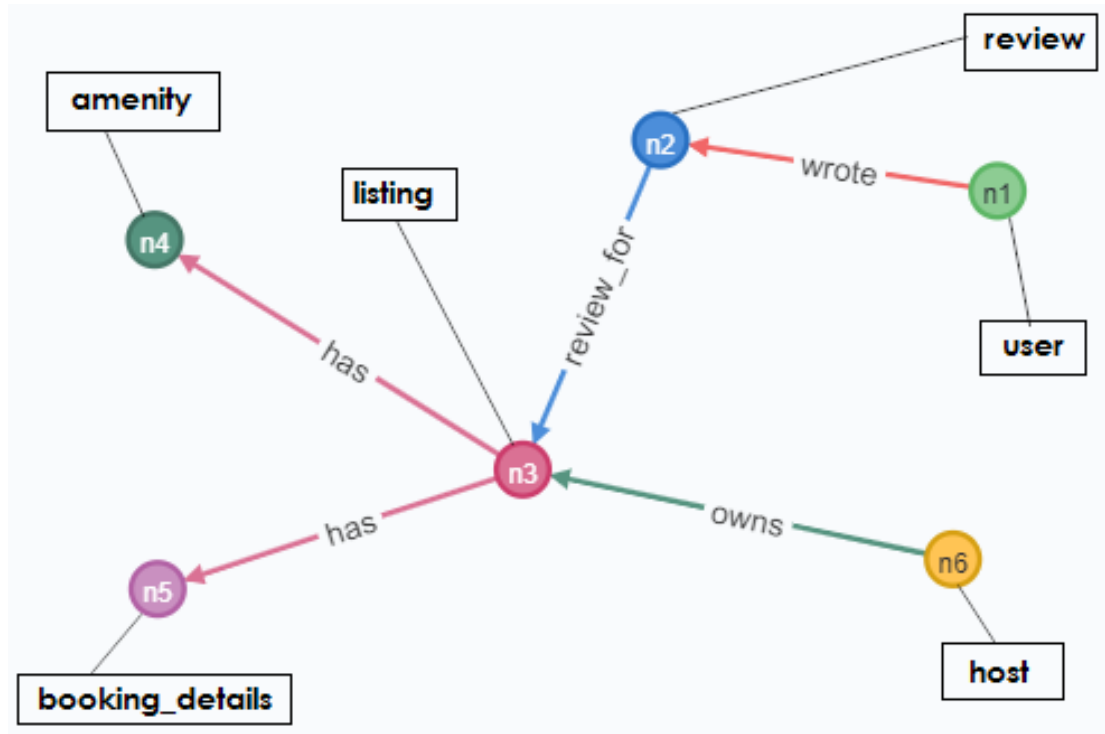 review
amenity
n2
wrote
listing
n1
n4
review_for
user
has
n3
owns
has
n6
n5
host
booking_details